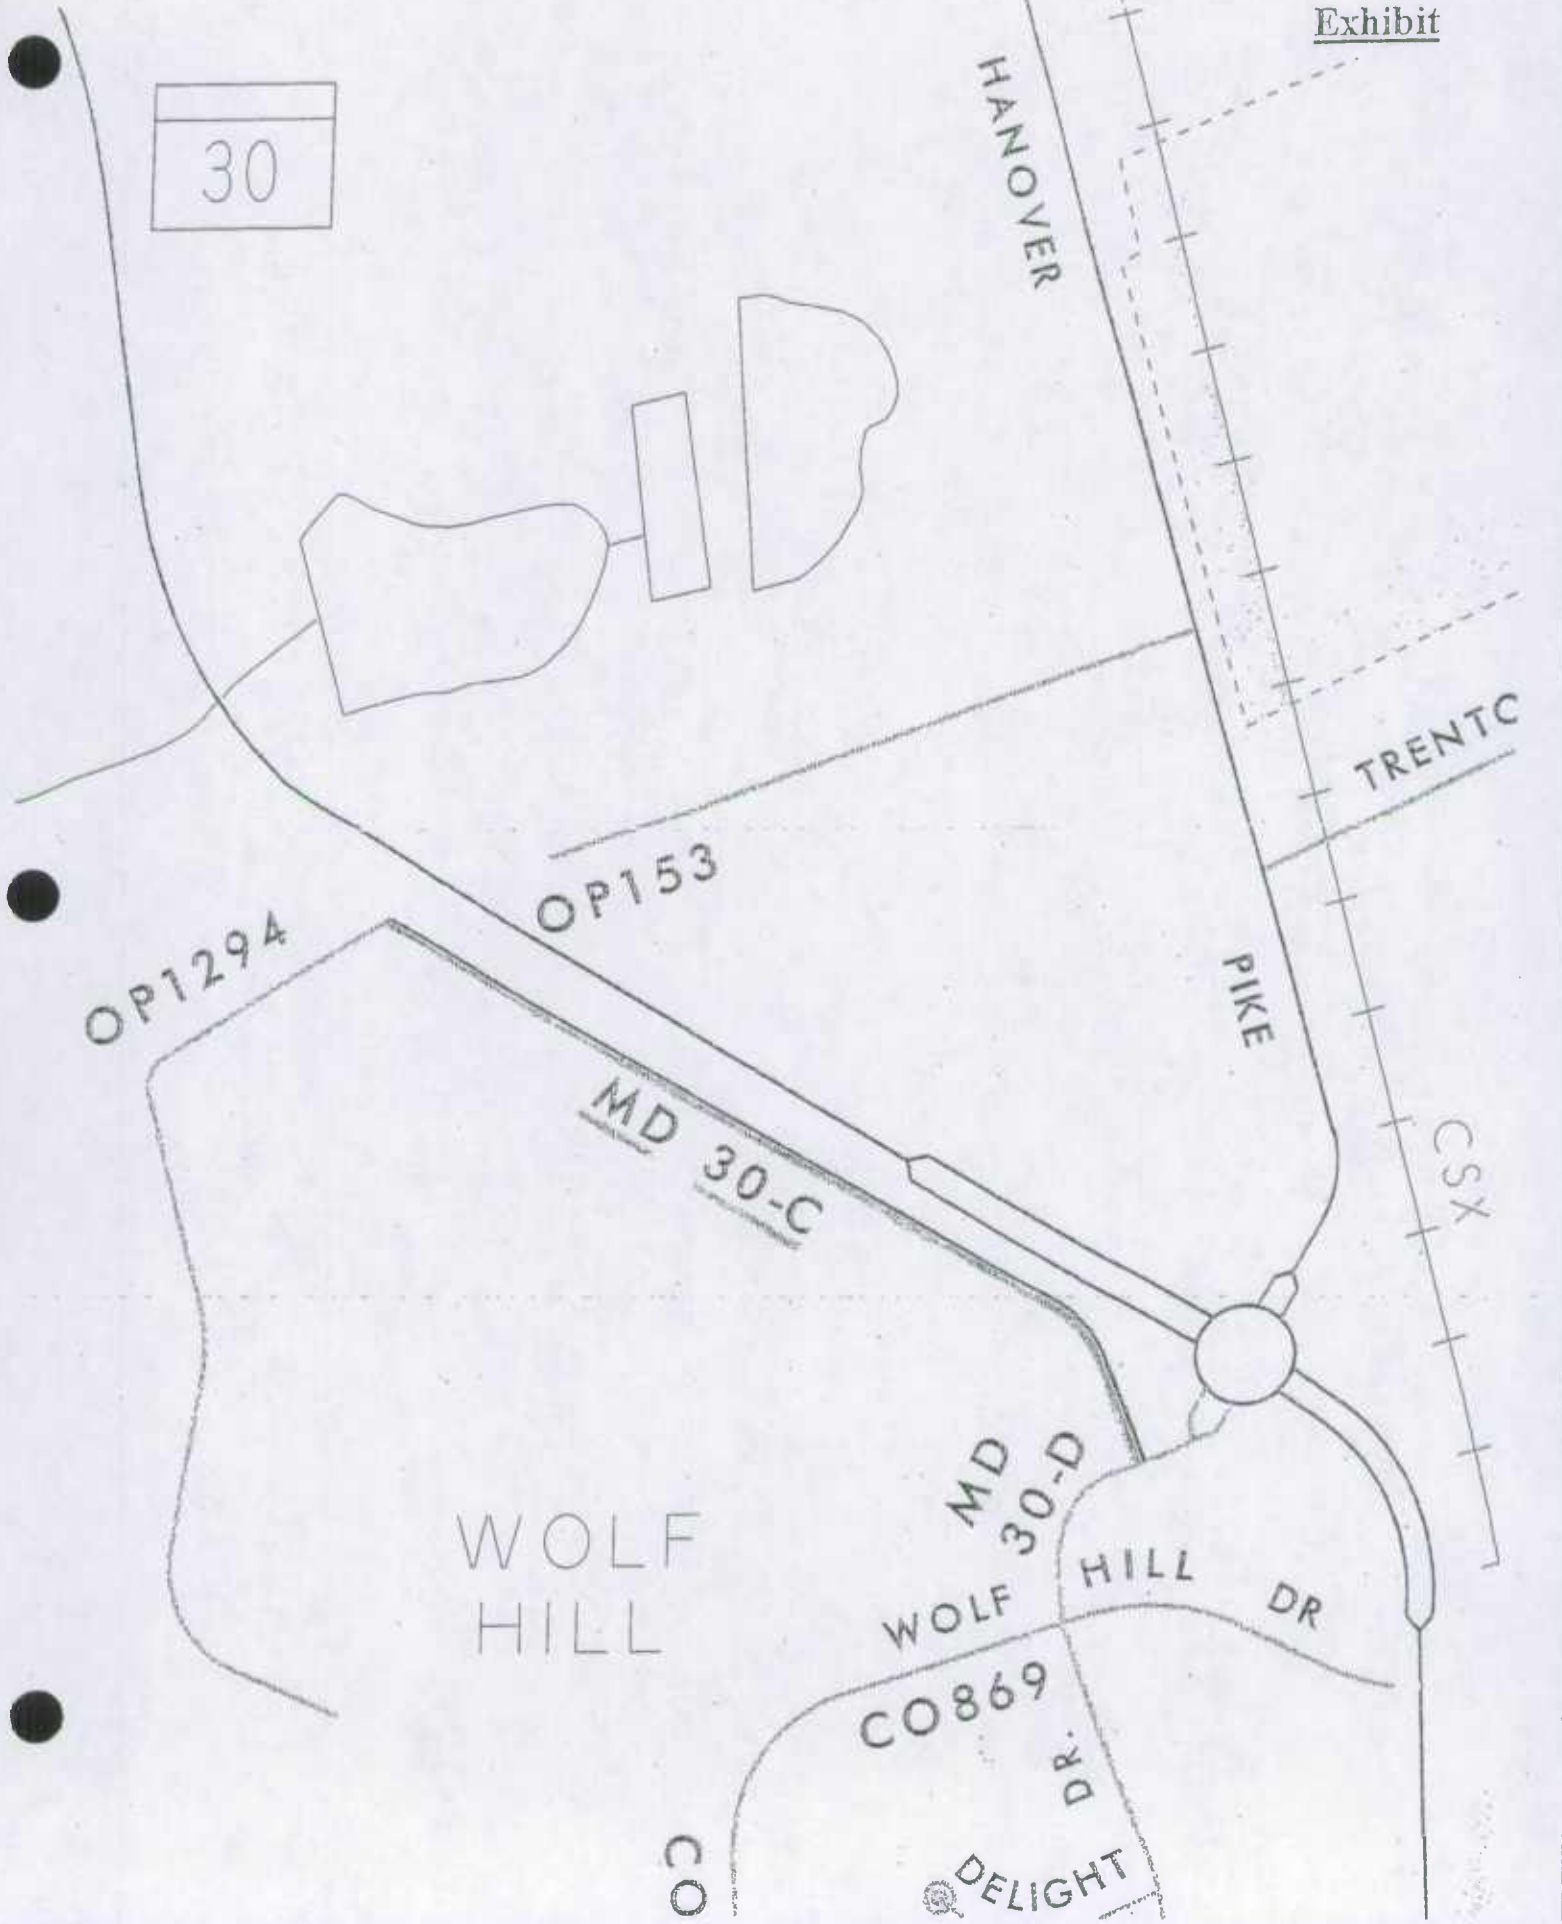 Exhibit
30
HANOVER
PIKE
OP153
OP1294
MD 30-C
CSX
MD
30-D
WOLF
HILL
WOLF HILL DR
CO869
DR.
DELIGHT
CO